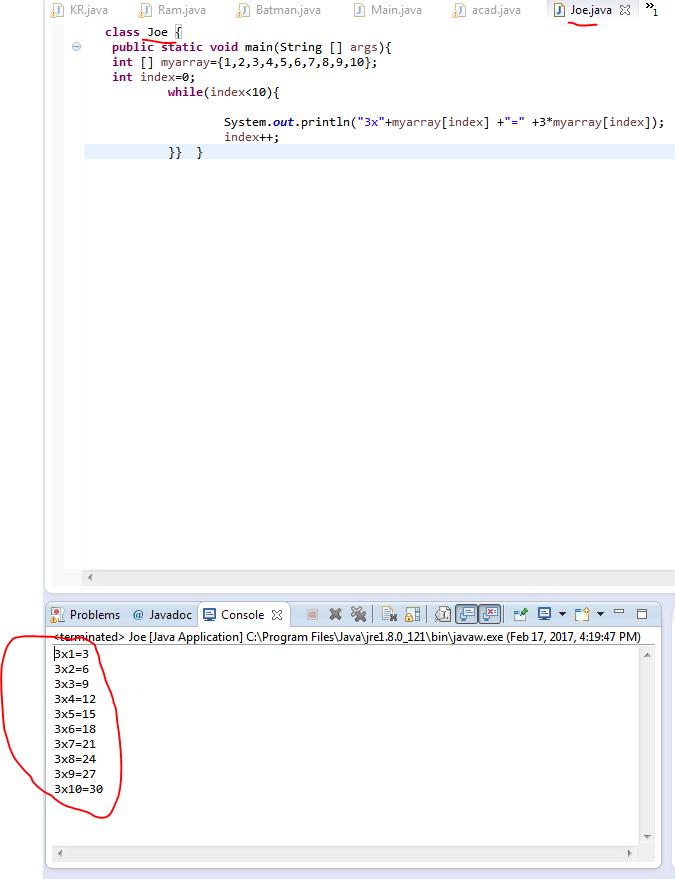 KR.java Ram.java Batman.java Main.java acad.java Joe.java »1
class Joe {
public static void main(String [] args){
int [] myarray={1,2,3,4,5,6,7,8,9,10};
int index=0;
while(index<10){
System.out.println("3x"+myarray[index] +"=" +3*myarray[index]);
index++;
}} }
Problems @ Javadoc Console
<terminated> Joe [Java Application] C:\Program Files\Java\jre1.8.0_121\bin\javaw.exe (Feb 17, 2017, 4:19:47 PM)
3x1=3
3x2=6
3x3=9
3x4=12
3x5=15
3x6=18
3x7=21
3x8=24
3x9=27
3x10=30